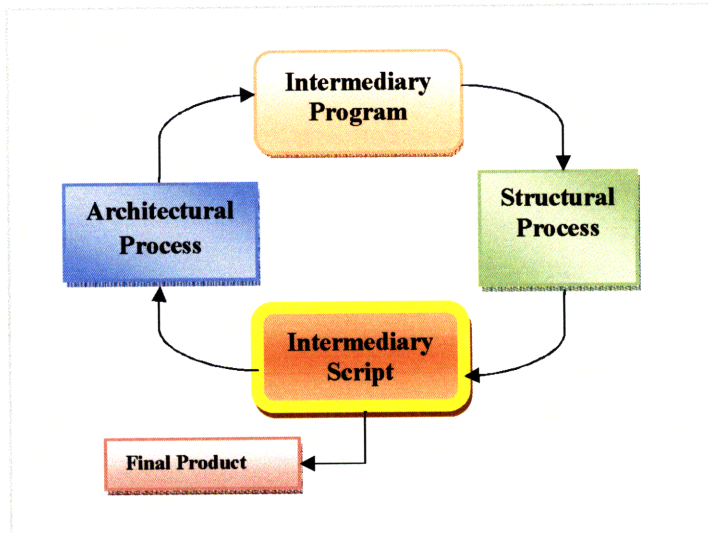 Intermediary
Program
Architectural
Process
Structural
Process
Intermediary
Script
Final Product